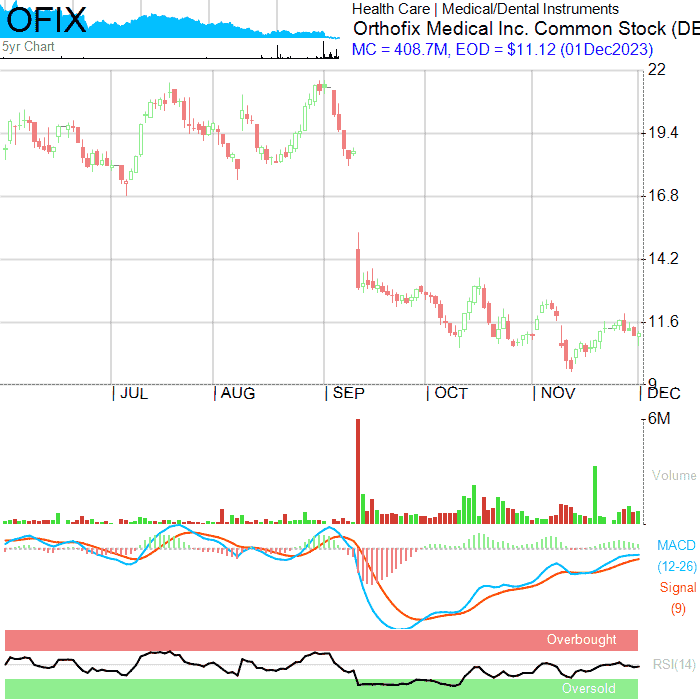 OFIX
5yr Chart
Health Care | Medical/Dental Instruments
Orthofix Medical Inc. Common Stock (DE
MC = 408.7M, EOD = $11.12 (01Dec2023)
22
19.4
16.8
14.2
11.6
9
JUL AUG SEP OCT NOV DEC
6M
Volume
MACD
(12-26)
Signal
(9)
Overbought
RSI(14)
Oversold